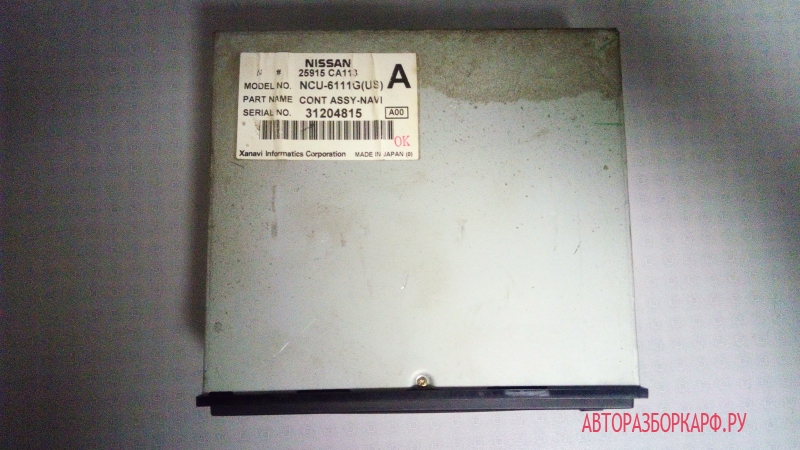 NISSAN
N # 25915 CA113 A
MODEL NO. NCU-6111G(US)
PART NAME CONT ASSY-NAVI
SERIAL NO. 31204815 A00
OK
Xanavi Informatics Corporation MADE IN JAPAN (0)
АВТОРАЗБОРКАРФ.РУ